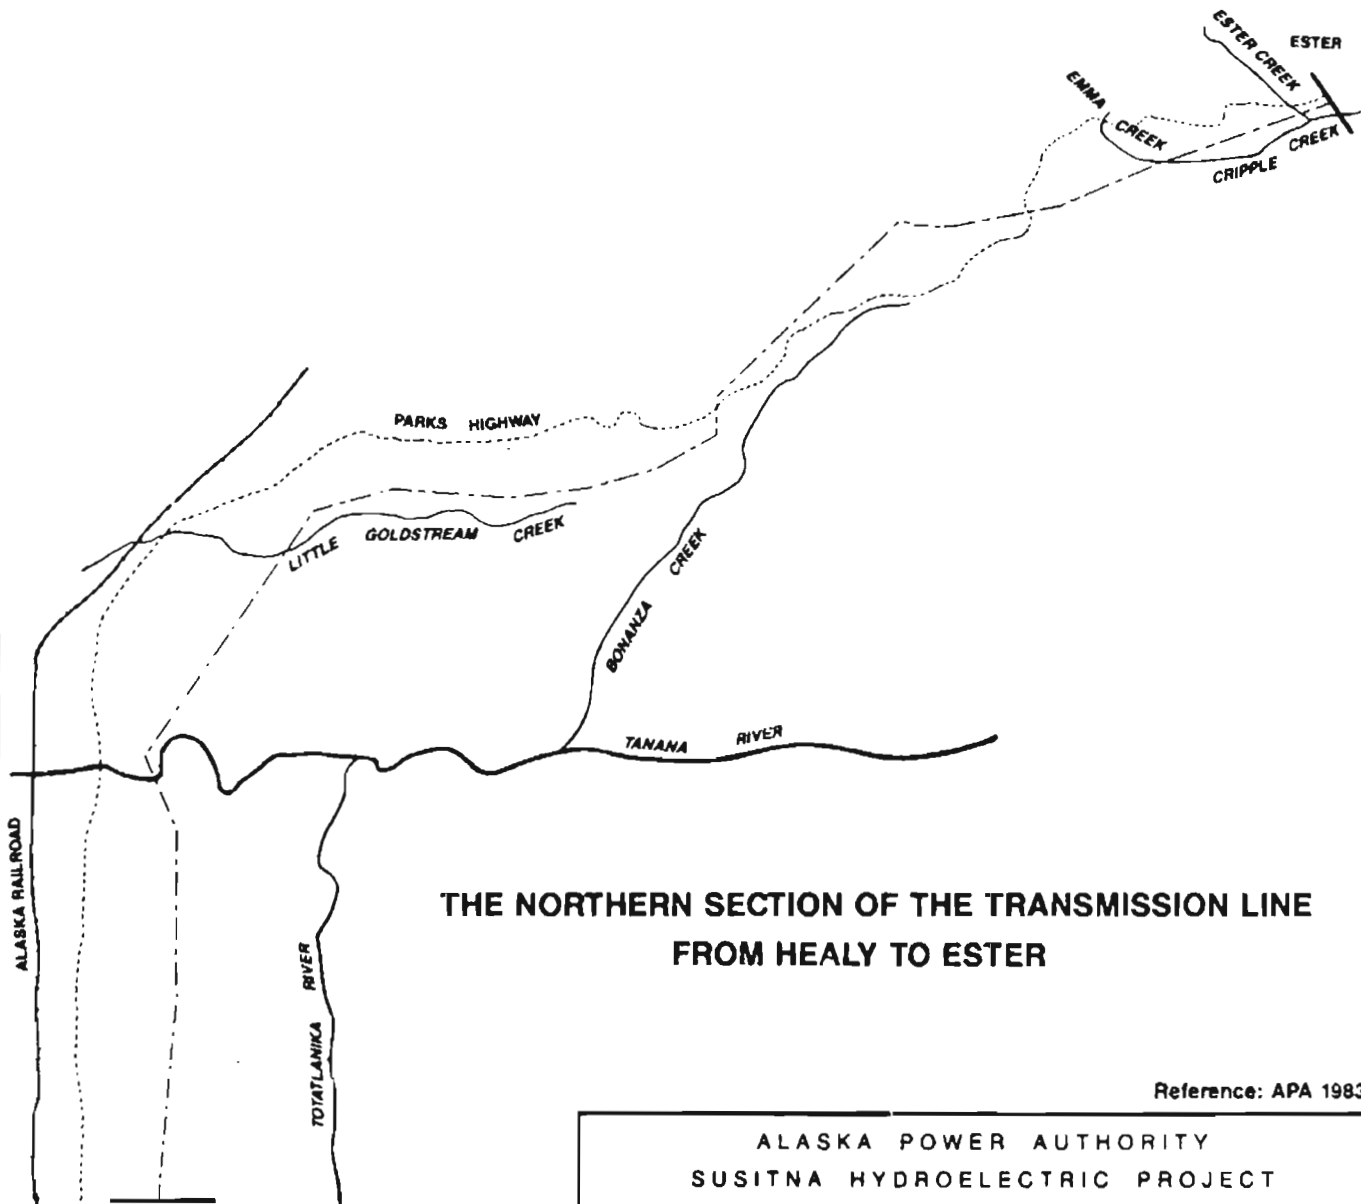 ESTER
ESTER CREEK
EMMA CREEK
CRIPPLE CREEK
PARKS HIGHWAY
LITTLE GOLDSTREAM CREEK
BONANZA CREEK
TANANA RIVER
ALASKA RAILROAD
TOTATLANIKA RIVER
THE NORTHERN SECTION OF THE TRANSMISSION LINE
FROM HEALY TO ESTER
Reference: APA 1983
ALASKA POWER AUTHORITY
SUSITNA HYDROELECTRIC PROJECT